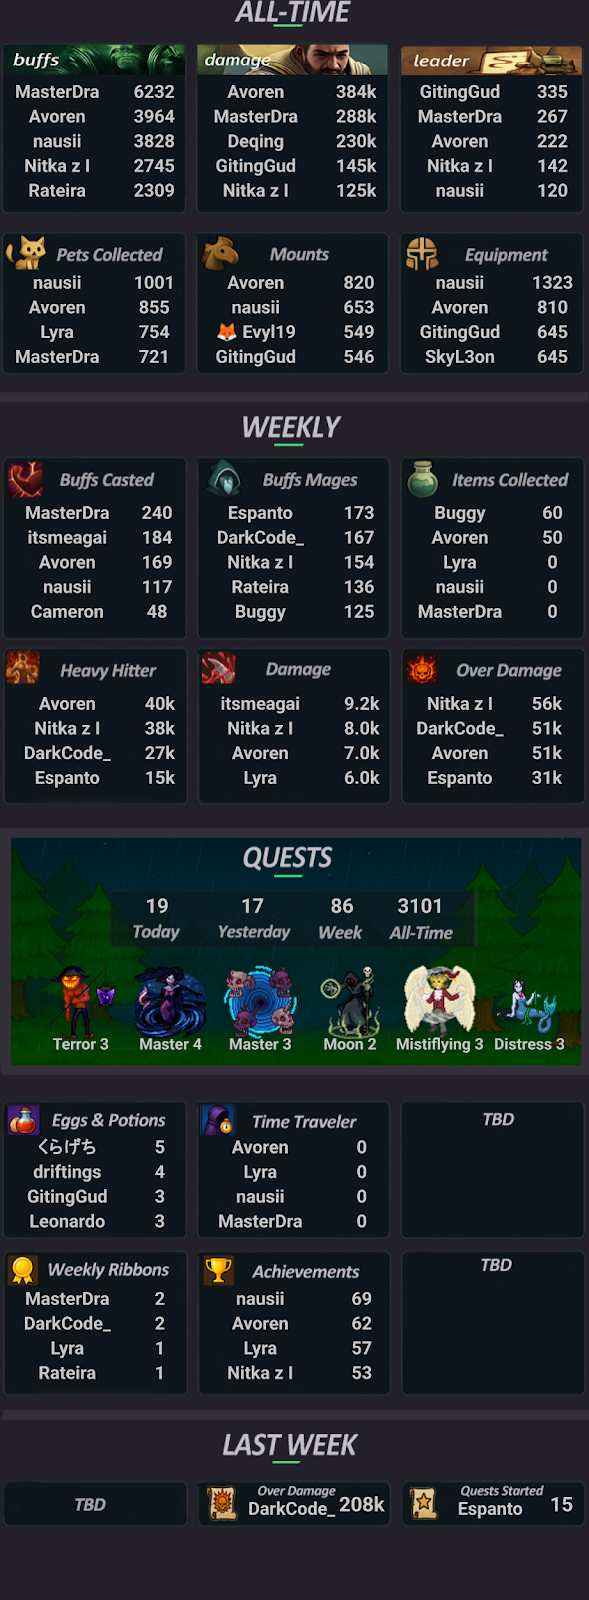 ALL-TIME
buffs
MasterDra 6232
Avoren 3964
nausii 3828
Nitka z I 2745
Rateira 2309
damage
Avoren 384k
MasterDra 288k
Deqing 230k
GitingGud 145k
Nitka z I 125k
leader
GitingGud 335
MasterDra 267
Avoren 222
Nitka z I 142
nausii 120
Pets Collected
nausii 1001
Avoren 855
Lyra 754
MasterDra 721
Mounts
Avoren 820
nausii 653
🦊 Evyl19 549
GitingGud 546
Equipment
nausii 1323
Avoren 810
GitingGud 645
SkyL3on 645
WEEKLY
Buffs Casted
MasterDra 240
itsmeagai 184
Avoren 169
nausii 117
Cameron 48
Buffs Mages
Espanto 173
DarkCode_ 167
Nitka z I 154
Rateira 136
Buggy 125
Items Collected
Buggy 60
Avoren 50
Lyra 0
nausii 0
MasterDra 0
Heavy Hitter
Avoren 40k
Nitka z I 38k
DarkCode_ 27k
Espanto 15k
Damage
itsmeagai 9.2k
Nitka z I 8.0k
Avoren 7.0k
Lyra 6.0k
Over Damage
Nitka z I 56k
DarkCode_ 51k
Avoren 51k
Espanto 31k
QUESTS
19 17 86 3101
Today Yesterday Week All-Time
Terror 3 Master 4 Master 3 Moon 2 Mistiflying 3 Distress 3
Eggs & Potions
くらげち 5
driftings 4
GitingGud 3
Leonardo 3
Time Traveler
Avoren 0
Lyra 0
nausii 0
MasterDra 0
TBD
Weekly Ribbons
MasterDra 2
DarkCode_ 2
Lyra 1
Rateira 1
Achievements
nausii 69
Avoren 62
Lyra 57
Nitka z I 53
TBD
LAST WEEK
TBD
Over Damage
DarkCode_ 208k
Quests Started
Espanto 15